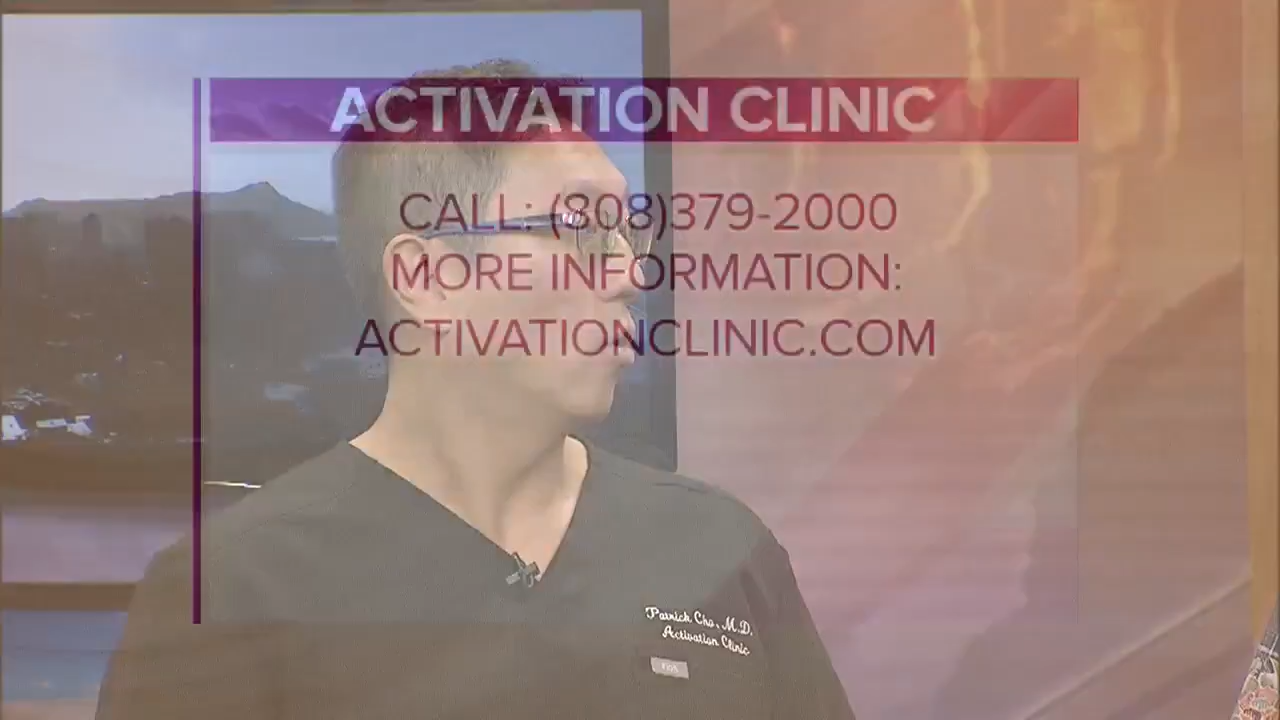 ACTIVATION CLINIC
CALL: (808)379-2000
MORE INFORMATION:
ACTIVATIONCLINIC.COM
Patrick Cho, M.D.
Activation Clinic